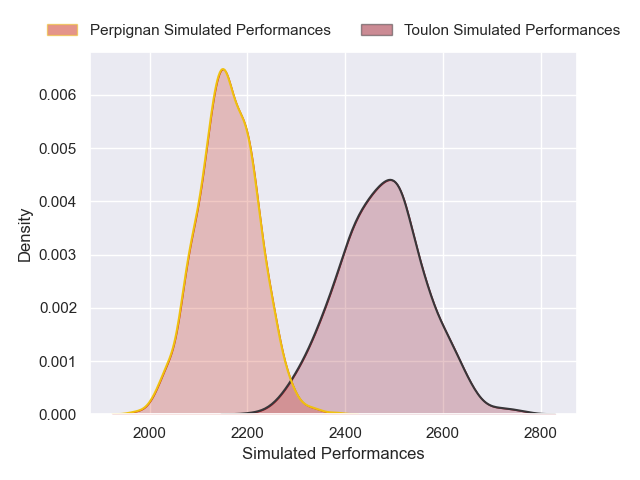 Perpignan Simulated Performances Toulon Simulated Performances
0.006
0.005
0.004
0.003
0.002
0.001
0.000
Density
2000 2200 2400 2600 2800
Simulated Performances